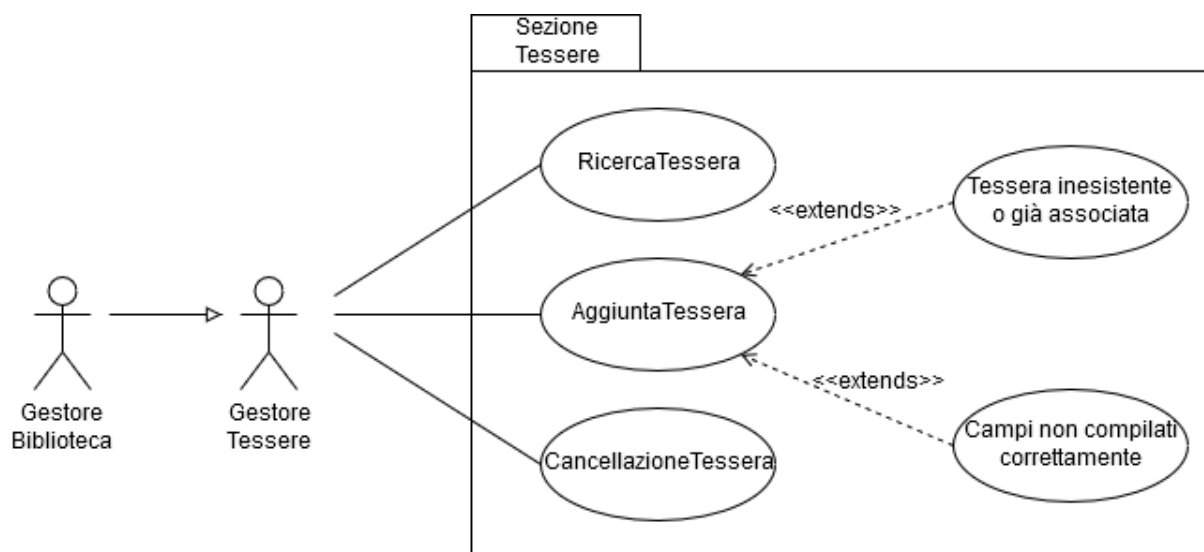 Sezione
Tessere
RicercaTessera
Tessera inesistente
o già associata
<<extends>>
AggiuntaTessera
<<extends>>
Gestore
Biblioteca
Gestore
Tessere
CancellazioneTessera
Campi non compilati
correttamente